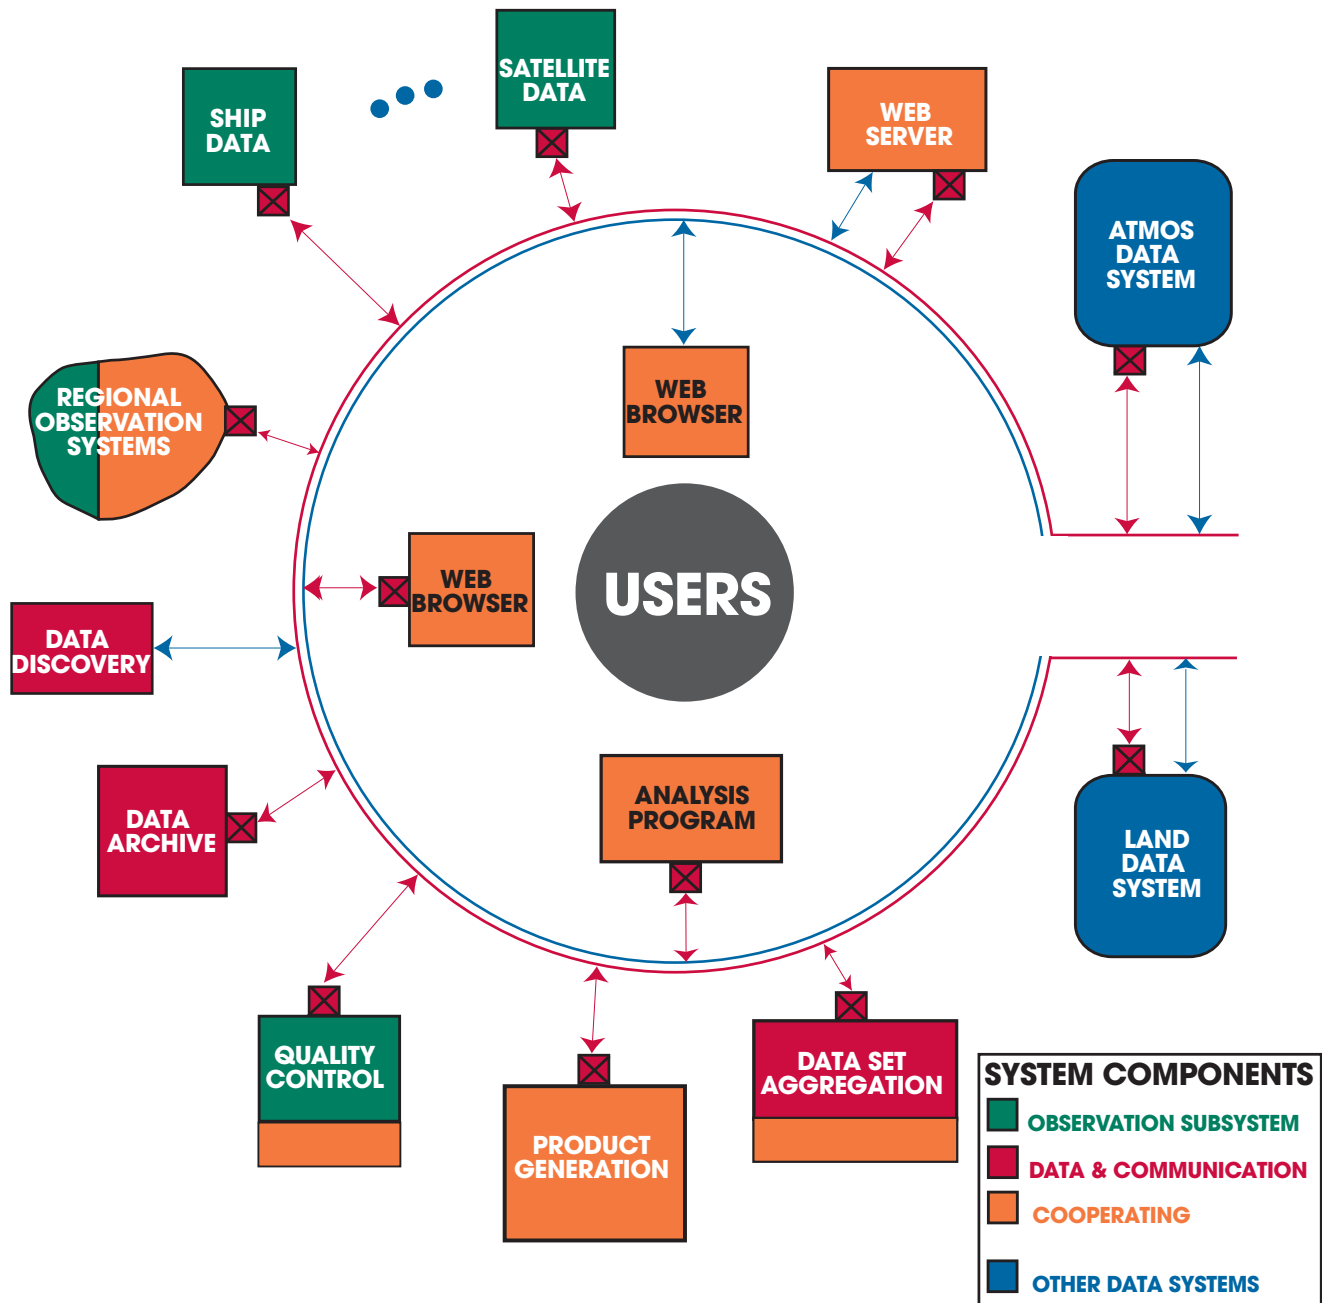 SATELLITE
DATA
SHIP
DATA
WEB
SERVER
ATMOS
DATA
SYSTEM
WEB
BROWSER
REGIONAL
OBSERVATION
SYSTEMS
WEB
BROWSER
USERS
DATA
DISCOVERY
ANALYSIS
PROGRAM
DATA
ARCHIVE
LAND
DATA
SYSTEM
QUALITY
CONTROL
DATA SET
AGGREGATION
PRODUCT
GENERATION
SYSTEM COMPONENTS
OBSERVATION SUBSYSTEM
DATA & COMMUNICATION
COOPERATING
OTHER DATA SYSTEMS